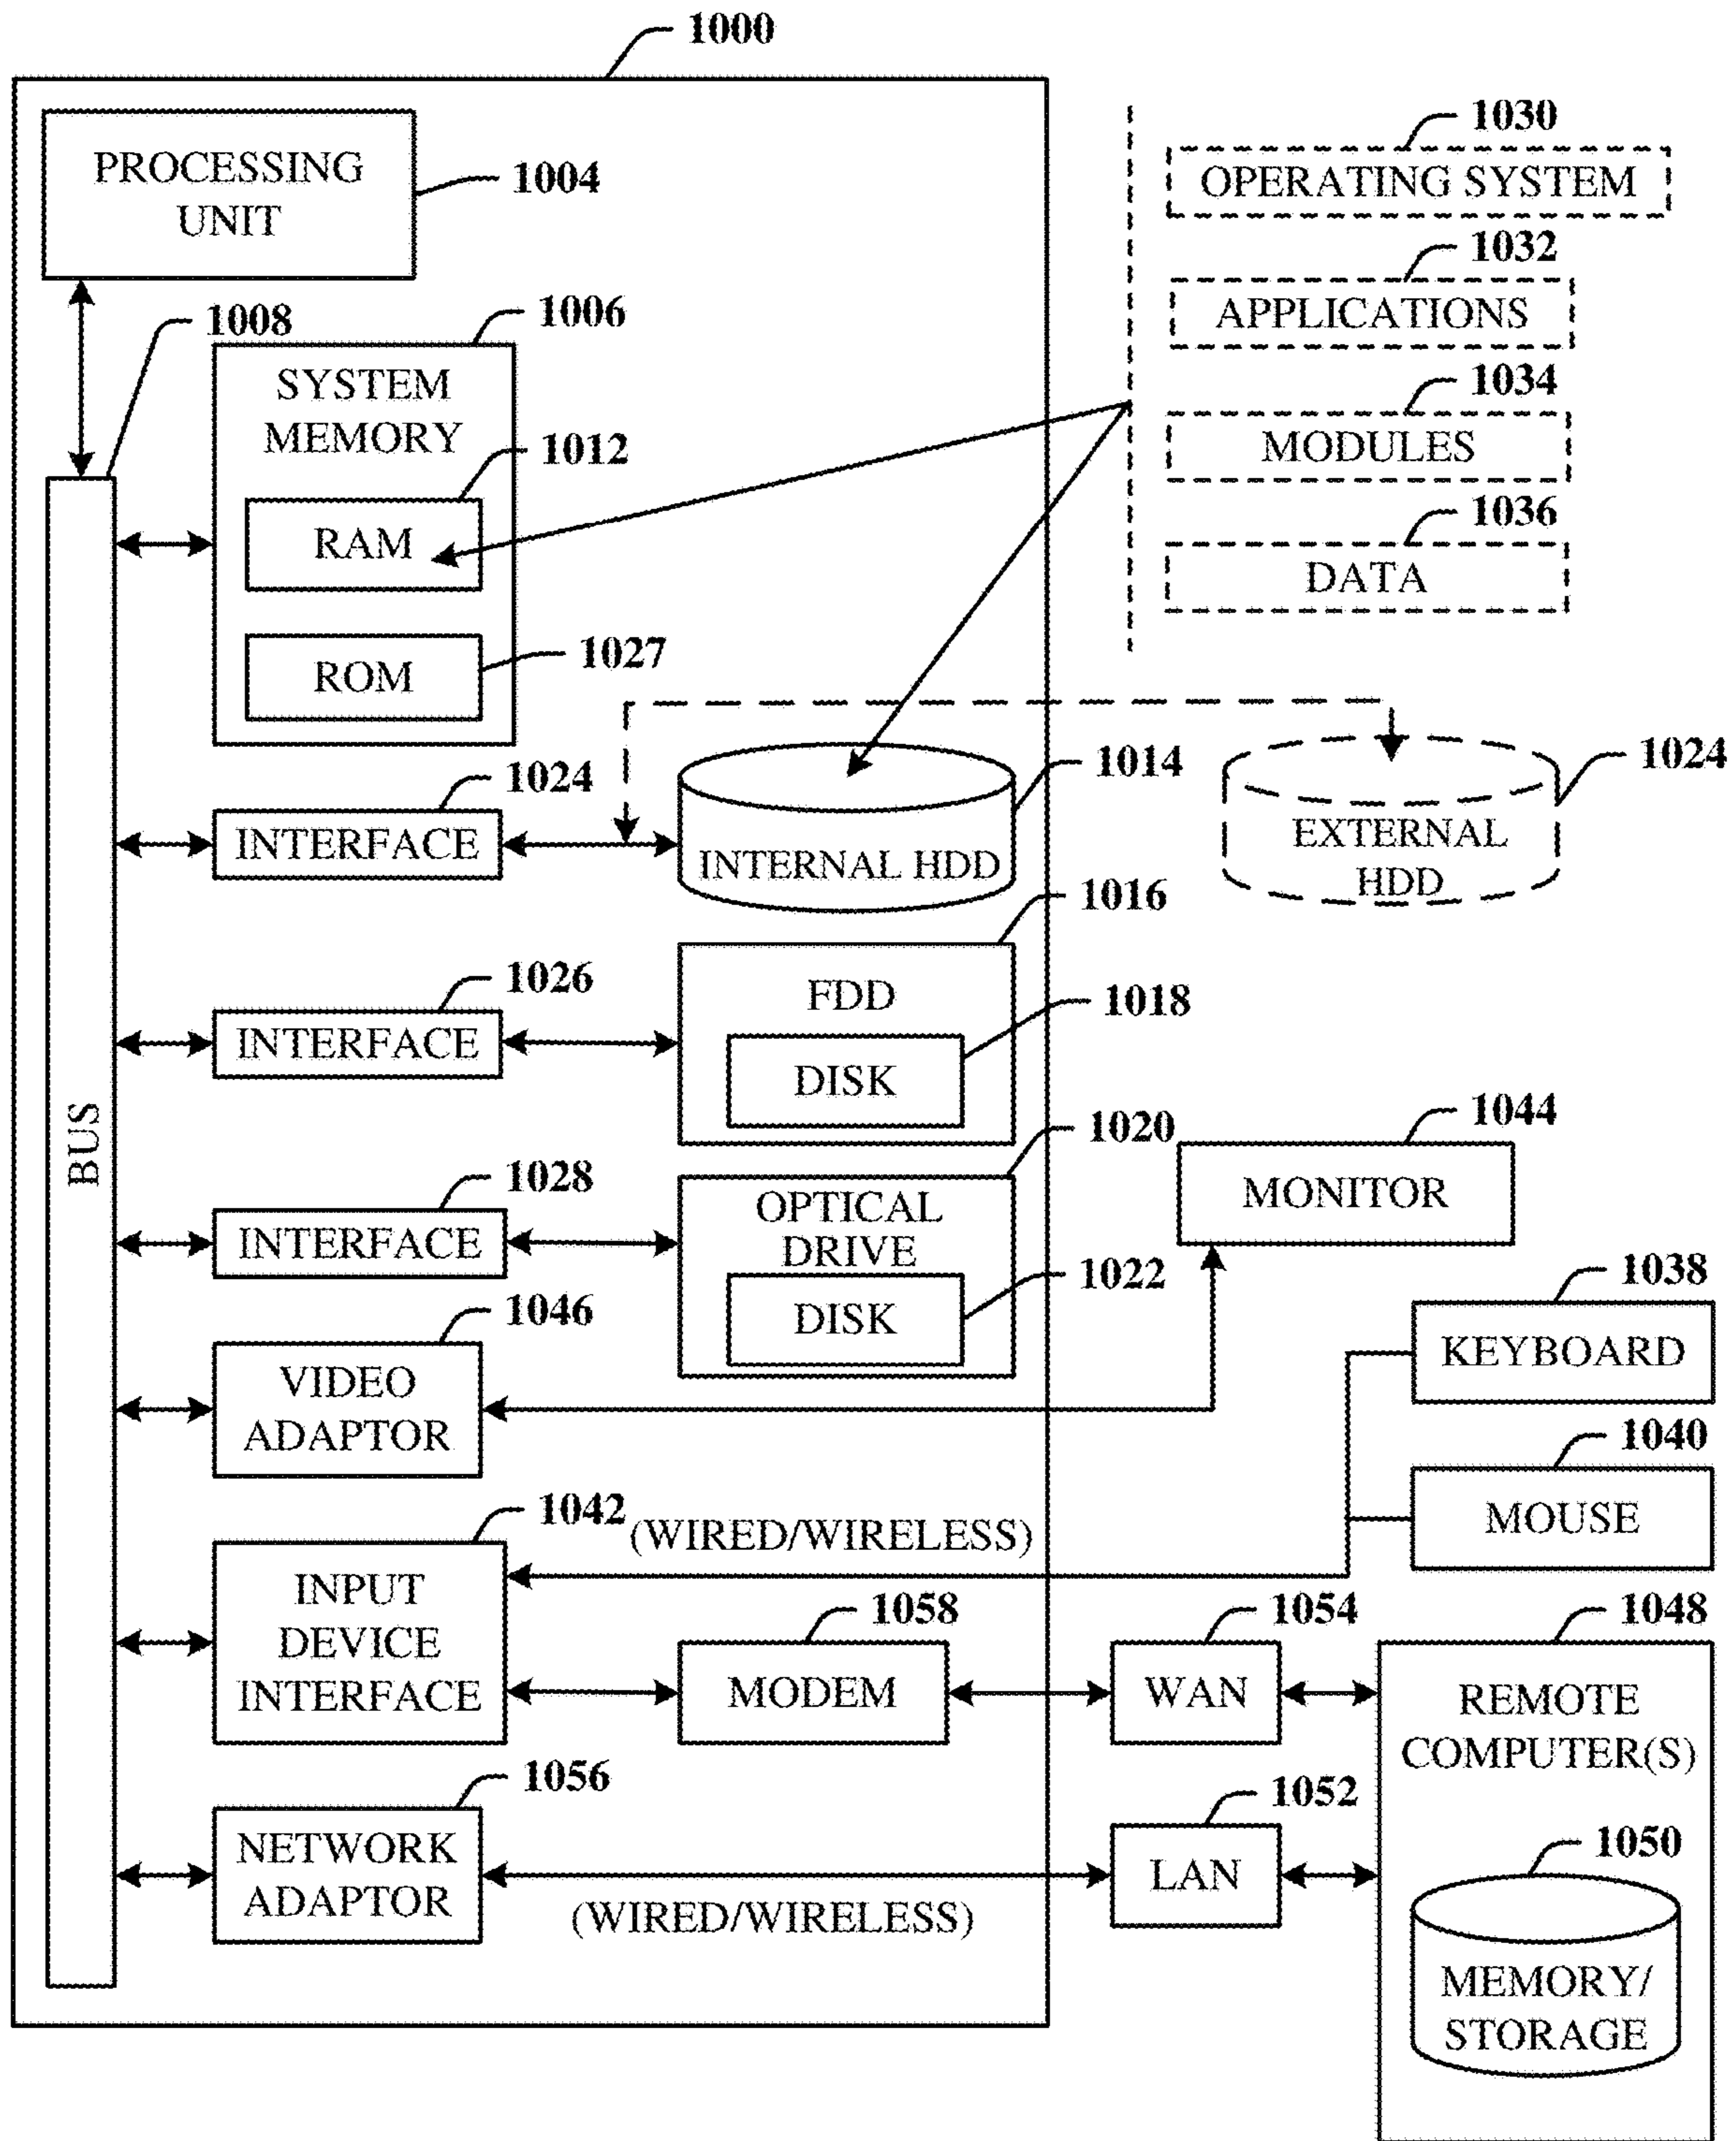 1000
PROCESSING
UNIT
1004
1030
OPERATING SYSTEM
1032
APPLICATIONS
1034
MODULES
1036
DATA
1008
1006
SYSTEM
MEMORY
1012
RAM
1027
ROM
1024
INTERFACE
1014
INTERNAL HDD
1024
EXTERNAL
HDD
1026
INTERFACE
1016
FDD
1018
DISK
BUS
1028
INTERFACE
1020
OPTICAL
DRIVE
1022
DISK
1044
MONITOR
1046
VIDEO
ADAPTOR
1038
KEYBOARD
1040
MOUSE
1042
(WIRED/WIRELESS)
INPUT
DEVICE
INTERFACE
1058
MODEM
1054
WAN
1048
REMOTE
COMPUTER(S)
1056
NETWORK
ADAPTOR
(WIRED/WIRELESS)
1052
LAN
1050
MEMORY/
STORAGE